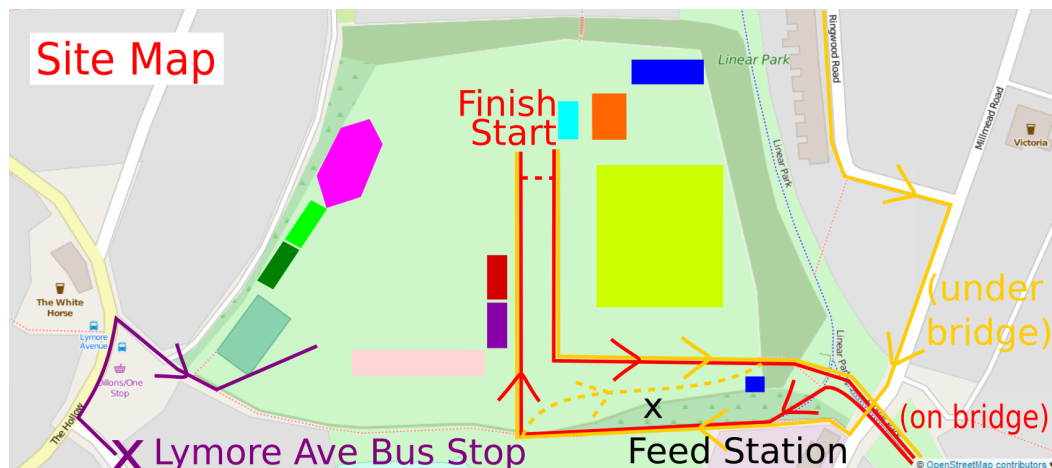 Site Map
Finish
Start
Linear Park
Ringwood Road
Millmead Road
Victoria
Linear Park
The White
Horse
Lymore
Avenue
Dillons/One
Stop
The Hollow
(under
bridge)
Linear Park
(on bridge)
x
X Lymore Ave Bus Stop
Feed Station
© OpenStreetMap contributors